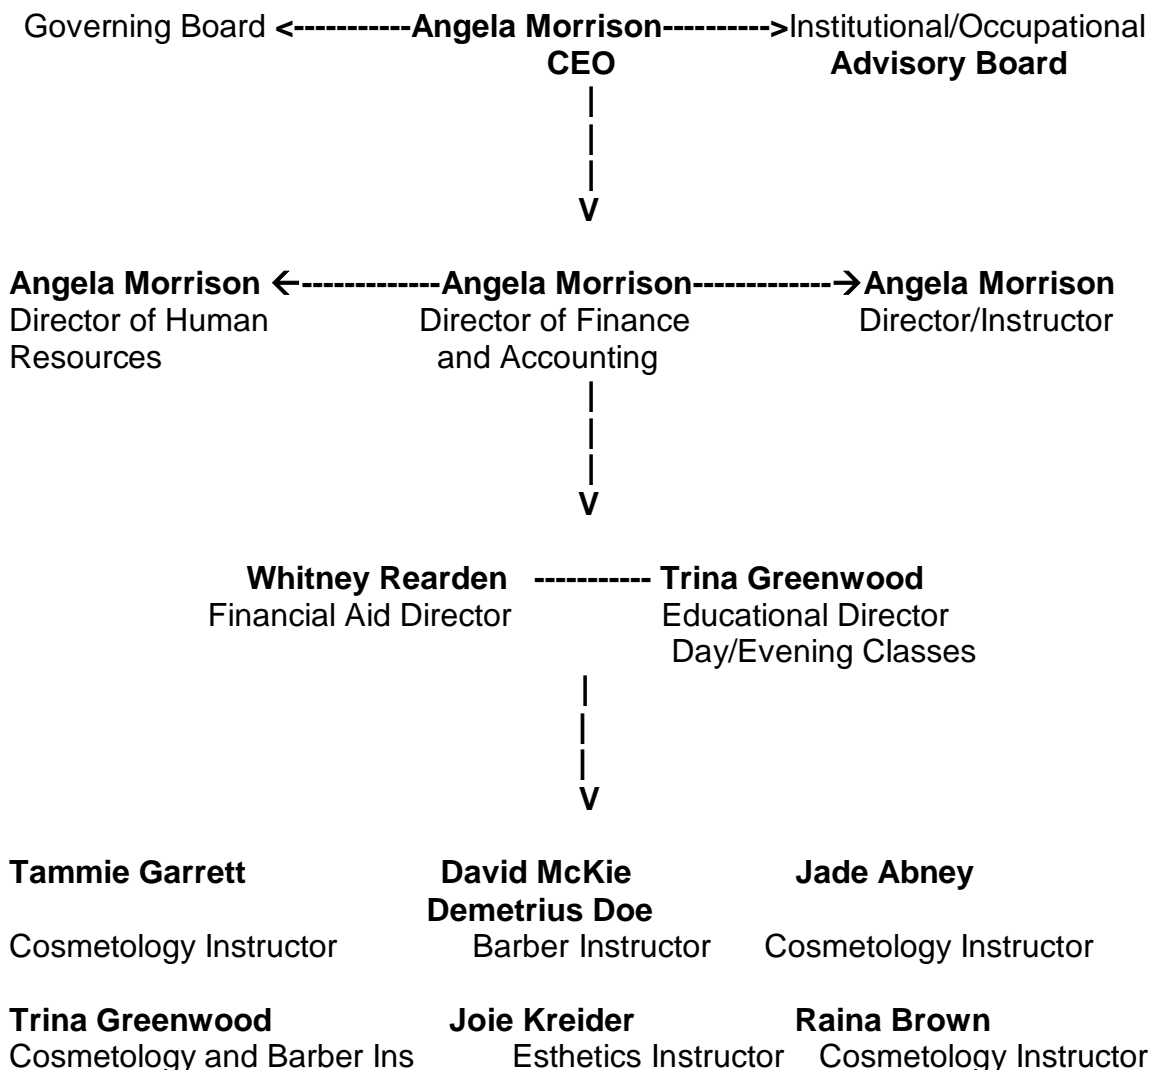 Governing Board <-----------Angela Morrison---------->Institutional/Occupational
CEO Advisory Board
|
|
|
V
Angela Morrison ←-------------Angela Morrison-------------→Angela Morrison
Director of Human Director of Finance Director/Instructor
Resources and Accounting
|
|
|
V
Whitney Rearden ----------- Trina Greenwood
Financial Aid Director Educational Director
Day/Evening Classes
|
|
|
V
Tammie Garrett David McKie Jade Abney
Demetrius Doe
Cosmetology Instructor Barber Instructor Cosmetology Instructor
Trina Greenwood Joie Kreider Raina Brown
Cosmetology and Barber Ins Esthetics Instructor Cosmetology Instructor